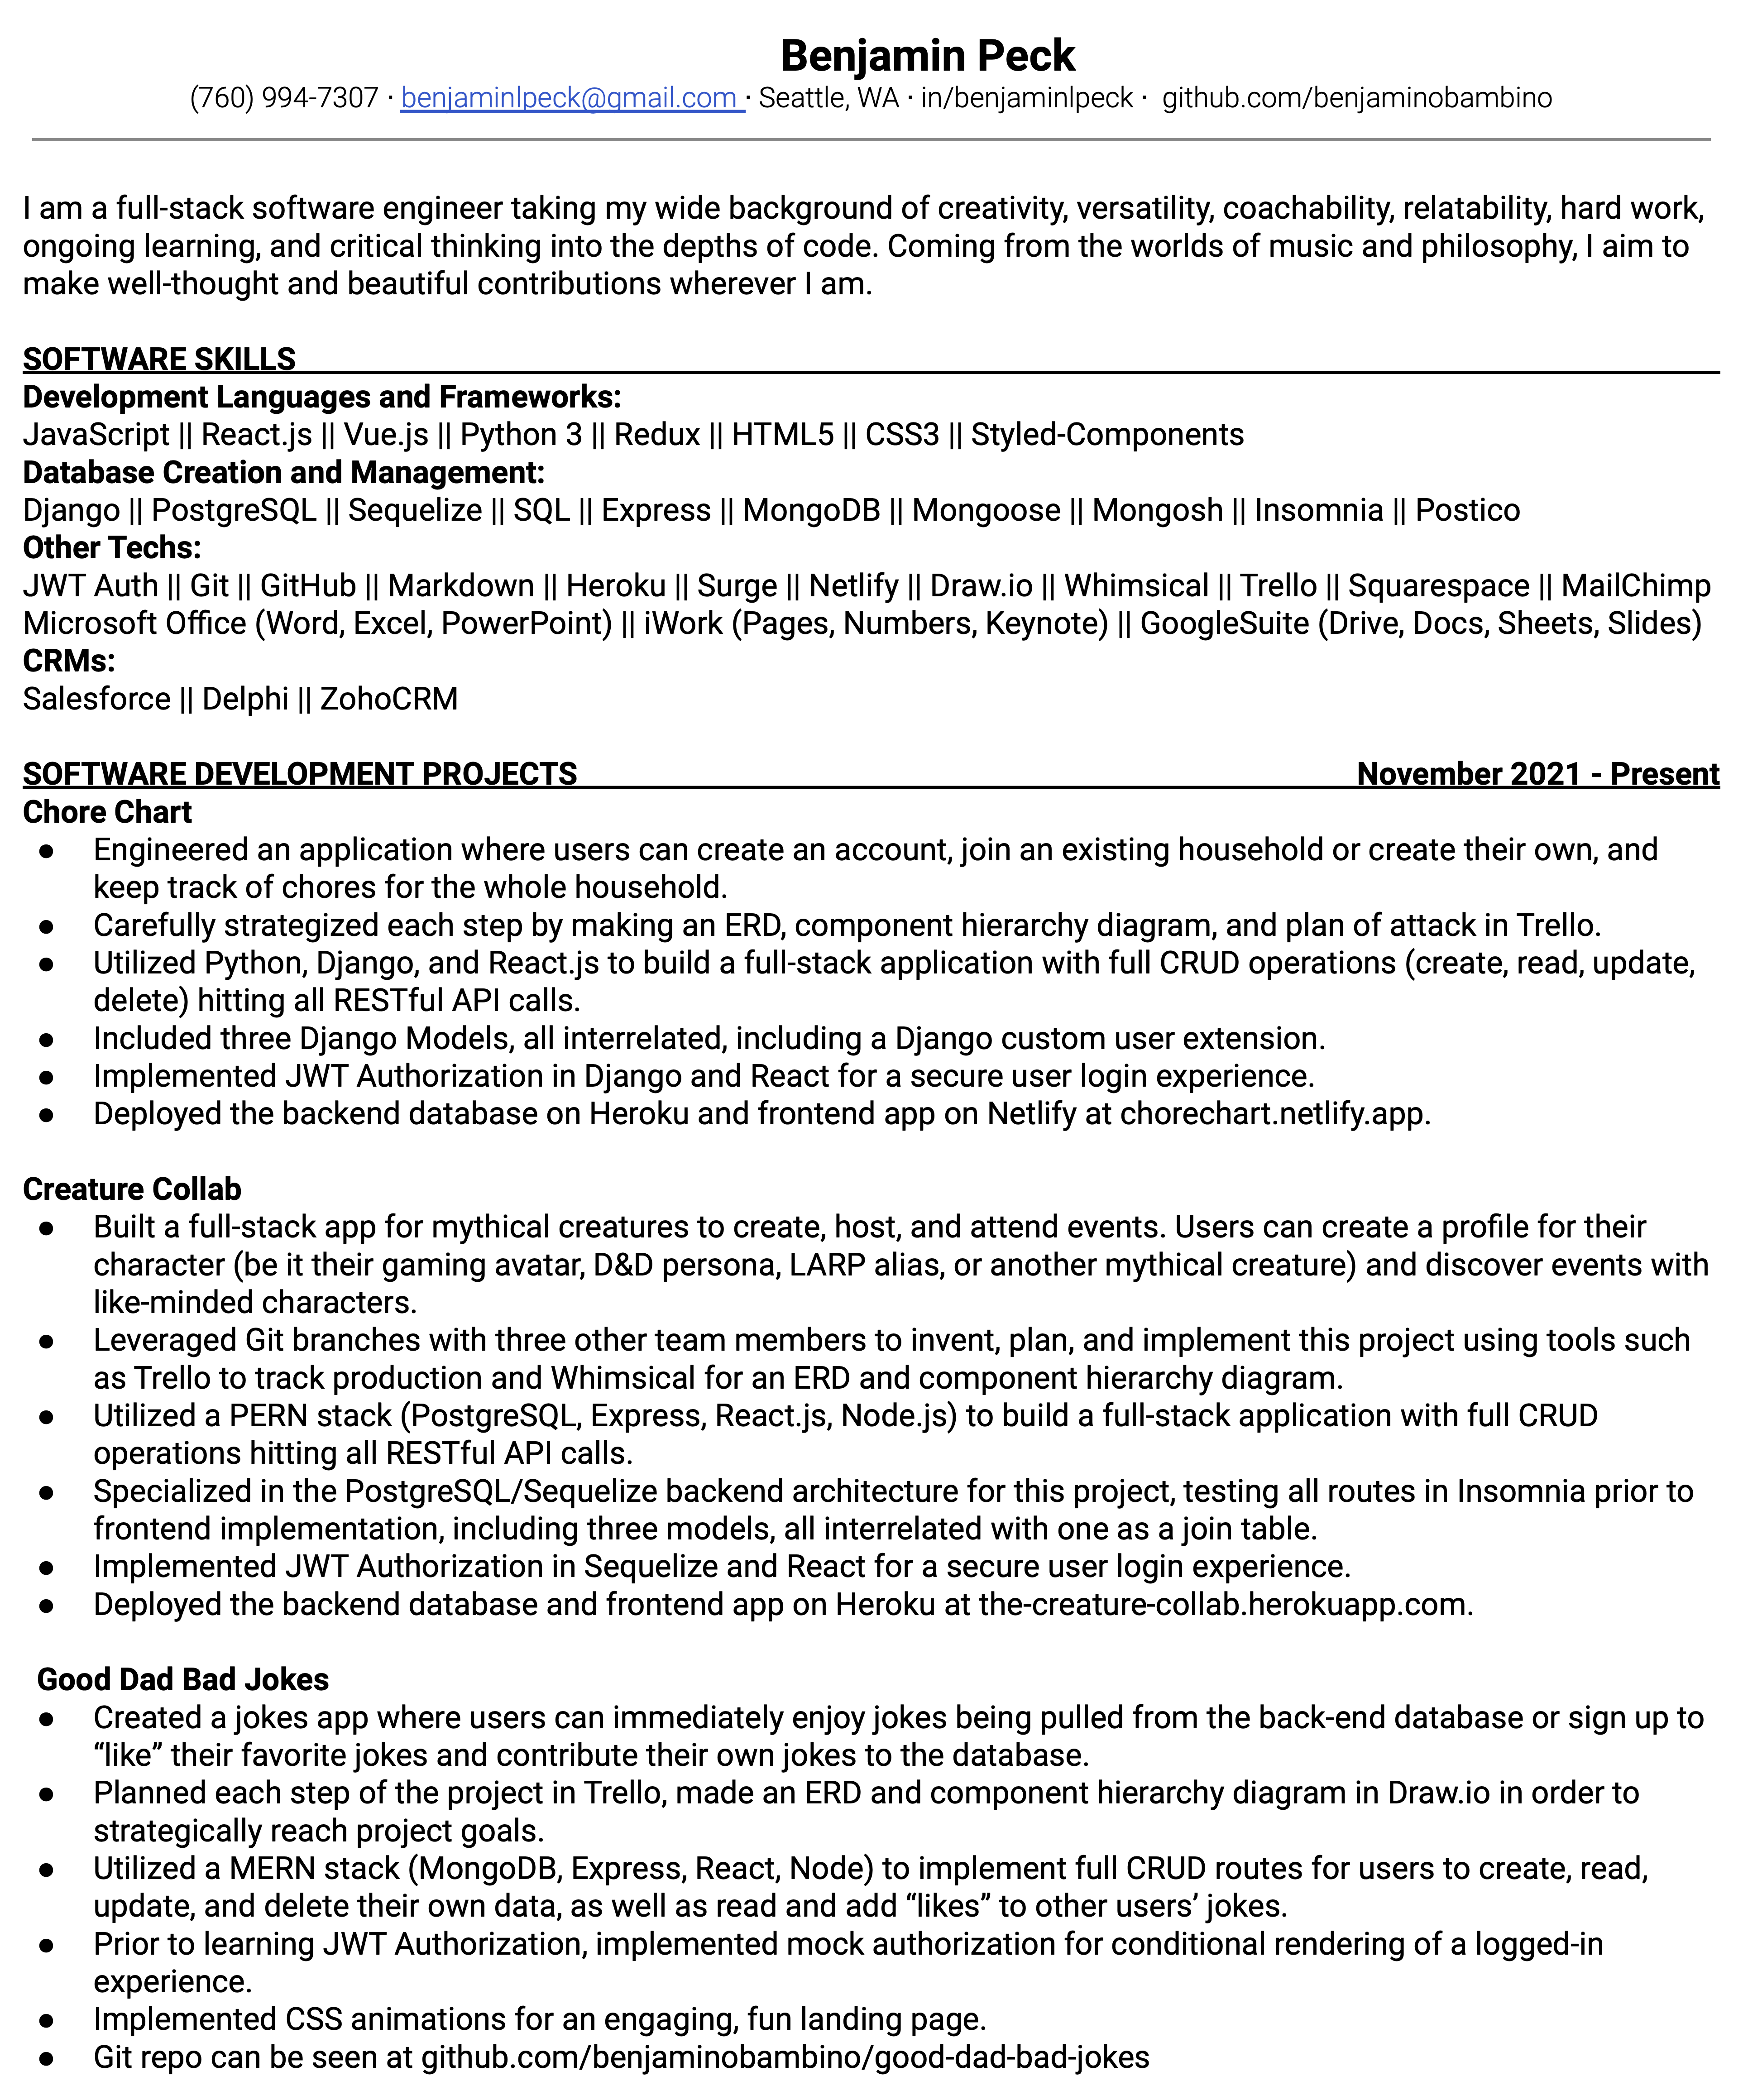 Benjamin Peck
(760) 994-7307 · benjaminlpeck@gmail.com · Seattle, WA · in/benjaminlpeck · github.com/benjaminobambino
I am a full-stack software engineer taking my wide background of creativity, versatility, coachability, relatability, hard work,
ongoing learning, and critical thinking into the depths of code. Coming from the worlds of music and philosophy, I aim to
make well-thought and beautiful contributions wherever I am.
SOFTWARE SKILLS
Development Languages and Frameworks:
JavaScript || React.js || Vue.js || Python 3 || Redux || HTML5 || CSS3 || Styled-Components
Database Creation and Management:
Django || PostgreSQL || Sequelize || SQL || Express || MongoDB || Mongoose || Mongosh || Insomnia || Postico
Other Techs:
JWT Auth || Git || GitHub || Markdown || Heroku || Surge || Netlify || Draw.io || Whimsical || Trello || Squarespace || MailChimp
Microsoft Office (Word, Excel, PowerPoint) || iWork (Pages, Numbers, Keynote) || GoogleSuite (Drive, Docs, Sheets, Slides)
CRMs:
Salesforce || Delphi || ZohoCRM
SOFTWARE DEVELOPMENT PROJECTS November 2021 - Present
Chore Chart
● Engineered an application where users can create an account, join an existing household or create their own, and
keep track of chores for the whole household.
● Carefully strategized each step by making an ERD, component hierarchy diagram, and plan of attack in Trello.
● Utilized Python, Django, and React.js to build a full-stack application with full CRUD operations (create, read, update,
delete) hitting all RESTful API calls.
● Included three Django Models, all interrelated, including a Django custom user extension.
● Implemented JWT Authorization in Django and React for a secure user login experience.
● Deployed the backend database on Heroku and frontend app on Netlify at chorechart.netlify.app.
Creature Collab
● Built a full-stack app for mythical creatures to create, host, and attend events. Users can create a profile for their
character (be it their gaming avatar, D&D persona, LARP alias, or another mythical creature) and discover events with
like-minded characters.
● Leveraged Git branches with three other team members to invent, plan, and implement this project using tools such
as Trello to track production and Whimsical for an ERD and component hierarchy diagram.
● Utilized a PERN stack (PostgreSQL, Express, React.js, Node.js) to build a full-stack application with full CRUD
operations hitting all RESTful API calls.
● Specialized in the PostgreSQL/Sequelize backend architecture for this project, testing all routes in Insomnia prior to
frontend implementation, including three models, all interrelated with one as a join table.
● Implemented JWT Authorization in Sequelize and React for a secure user login experience.
● Deployed the backend database and frontend app on Heroku at the-creature-collab.herokuapp.com.
Good Dad Bad Jokes
● Created a jokes app where users can immediately enjoy jokes being pulled from the back-end database or sign up to
“like” their favorite jokes and contribute their own jokes to the database.
● Planned each step of the project in Trello, made an ERD and component hierarchy diagram in Draw.io in order to
strategically reach project goals.
● Utilized a MERN stack (MongoDB, Express, React, Node) to implement full CRUD routes for users to create, read,
update, and delete their own data, as well as read and add “likes” to other users’ jokes.
● Prior to learning JWT Authorization, implemented mock authorization for conditional rendering of a logged-in
experience.
● Implemented CSS animations for an engaging, fun landing page.
● Git repo can be seen at github.com/benjaminobambino/good-dad-bad-jokes